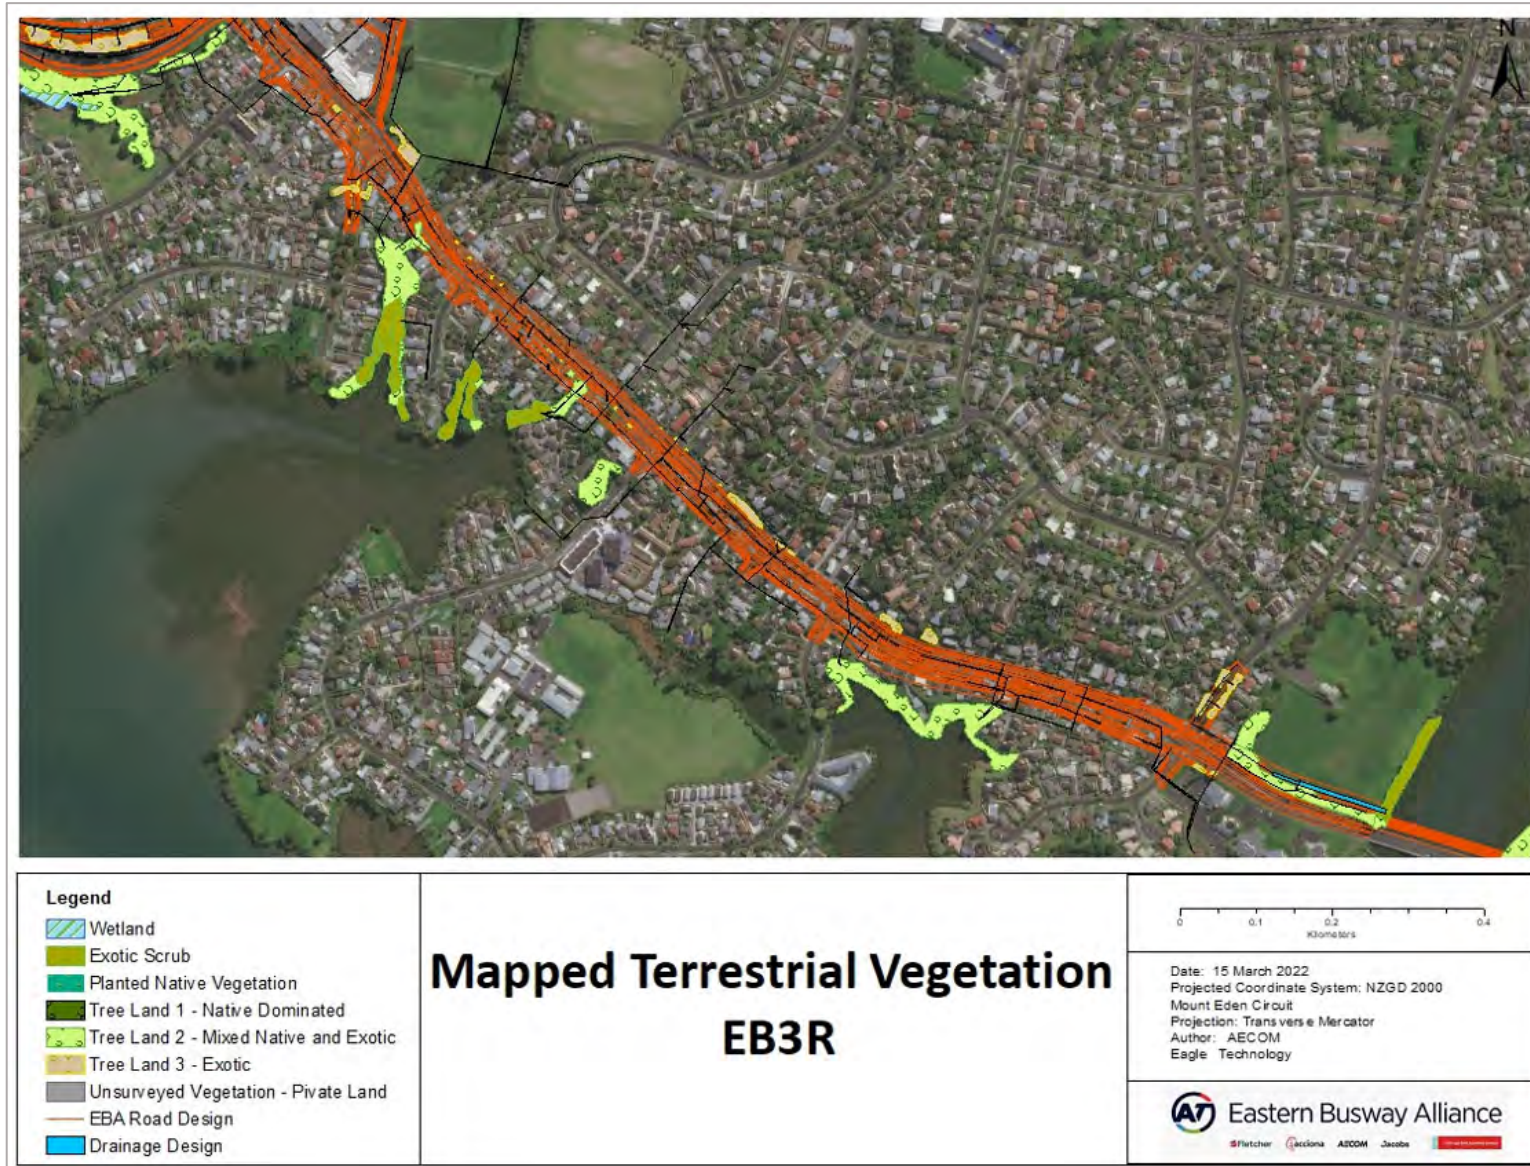 N
Legend
Wetland
Exotic Scrub
Planted Native Vegetation
Tree Land 1 - Native Dominated
Tree Land 2 - Mixed Native and Exotic
Tree Land 3 - Exotic
Unsurveyed Vegetation - Pivate Land
EBA Road Design
Drainage Design
Mapped Terrestrial Vegetation
EB3R
0 0.1 0.2 0.4
Kilometers
Date: 15 March 2022
Projected Coordinate System: NZGD 2000
Mount Eden Circuit
Projection: Transverse Mercator
Author: AECOM
Eagle Technology
AT Eastern Busway Alliance
Fletcher acciona AECOM Jacobs